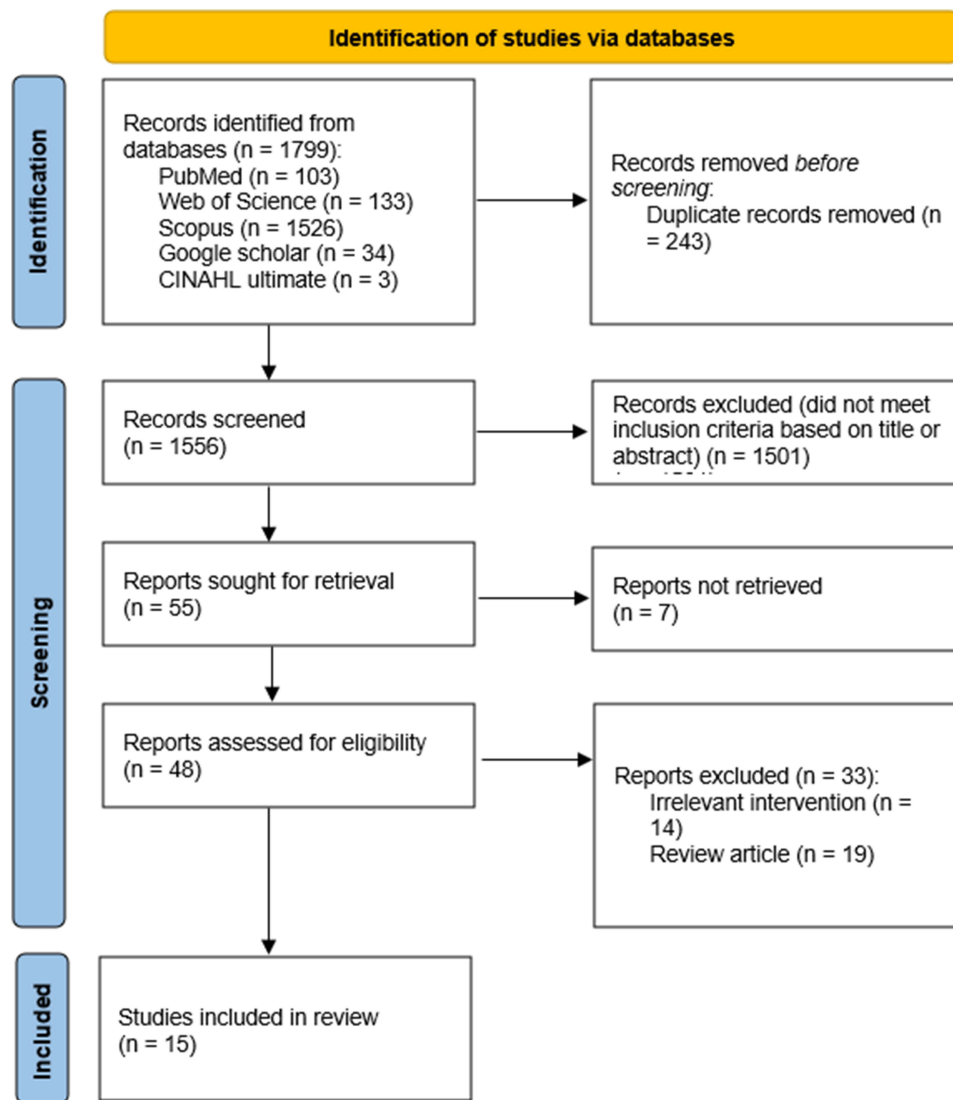 Identification of studies via databases
Identification
Records identified from
databases (n = 1799):
PubMed (n = 103)
Web of Science (n = 133)
Scopus (n = 1526)
Google scholar (n = 34)
CINAHL ultimate (n = 3)
Records removed before
screening:
Duplicate records removed (n
= 243)
Screening
Records screened
(n = 1556)
Records excluded (did not meet
inclusion criteria based on title or
abstract) (n = 1501)
Reports sought for retrieval
(n = 55)
Reports not retrieved
(n = 7)
Reports assessed for eligibility
(n = 48)
Reports excluded (n = 33):
Irrelevant intervention (n =
14)
Review article (n = 19)
Included
Studies included in review
(n = 15)